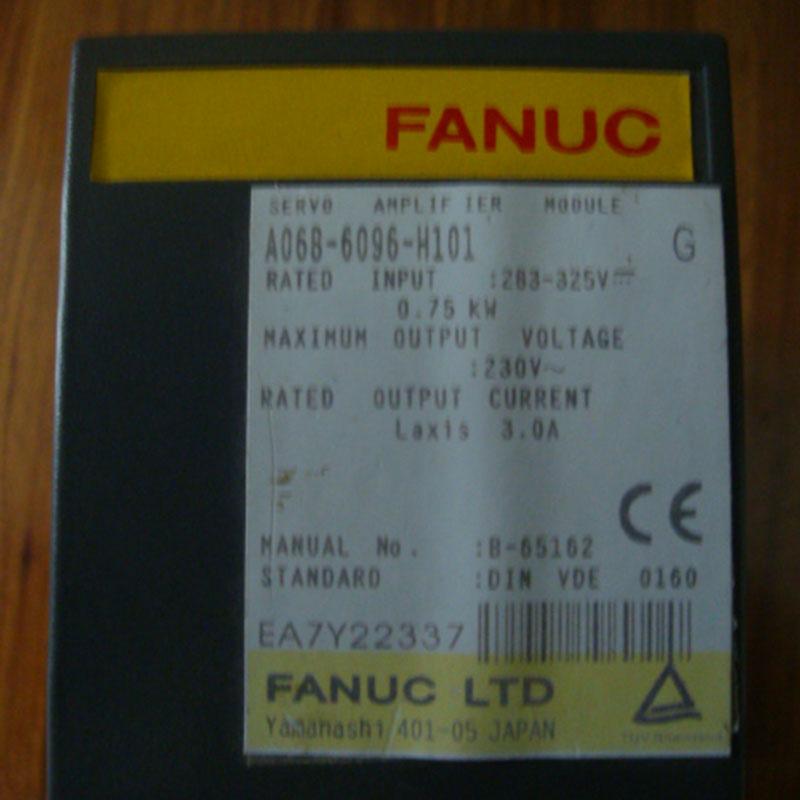 FANUC
SERVO AMPLIFIER MODULE
A06B-6096-H101 G
RATED INPUT :283-325V⎓
0.75 KW
MAXIMUM OUTPUT VOLTAGE
:230V~
RATED OUTPUT CURRENT
Laxis 3.0A
CE
MANUAL No. :B-65162
STANDARD :DIN VDE 0160
EA7Y22337
FANUC LTD
Yamanashi 401-05 JAPAN